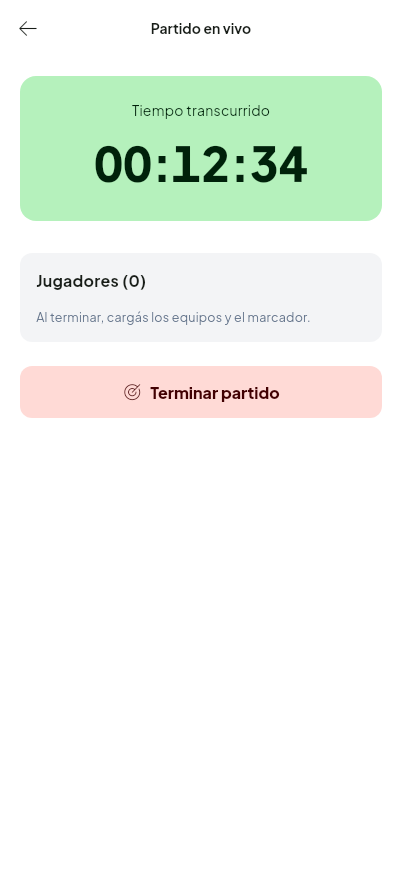 Partido en vivo
Tiempo transcurrido
00:12:34
Jugadores (0)
Al terminar, cargás los equipos y el marcador.
Terminar partido